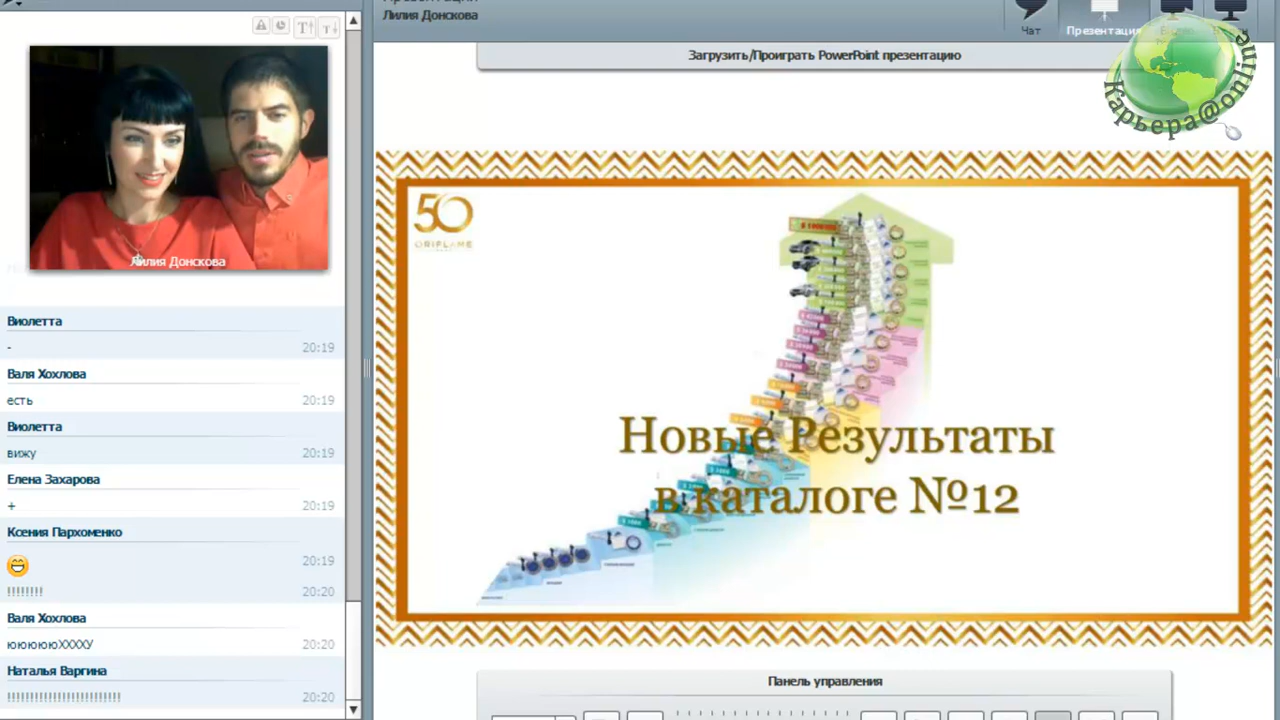 Лилия Донскова
Чат
Презентация
Загрузить/Проиграть PowerPoint презентацию
Карьера@online
Лилия Донскова
Виолетта
-
20:19
Валя Хохлова
есть
20:19
Виолетта
вижу
20:19
Елена Захарова
+
20:19
Ксения Пархоменко
20:19
!!!!!!!!
20:20
Валя Хохлова
юююююХХХХУ
20:20
Наталья Варгина
!!!!!!!!!!!!!!!!!!!!!!!!!
20:20
50
ORIFLAME
Новые Результаты
в каталоге №12
Панель управления